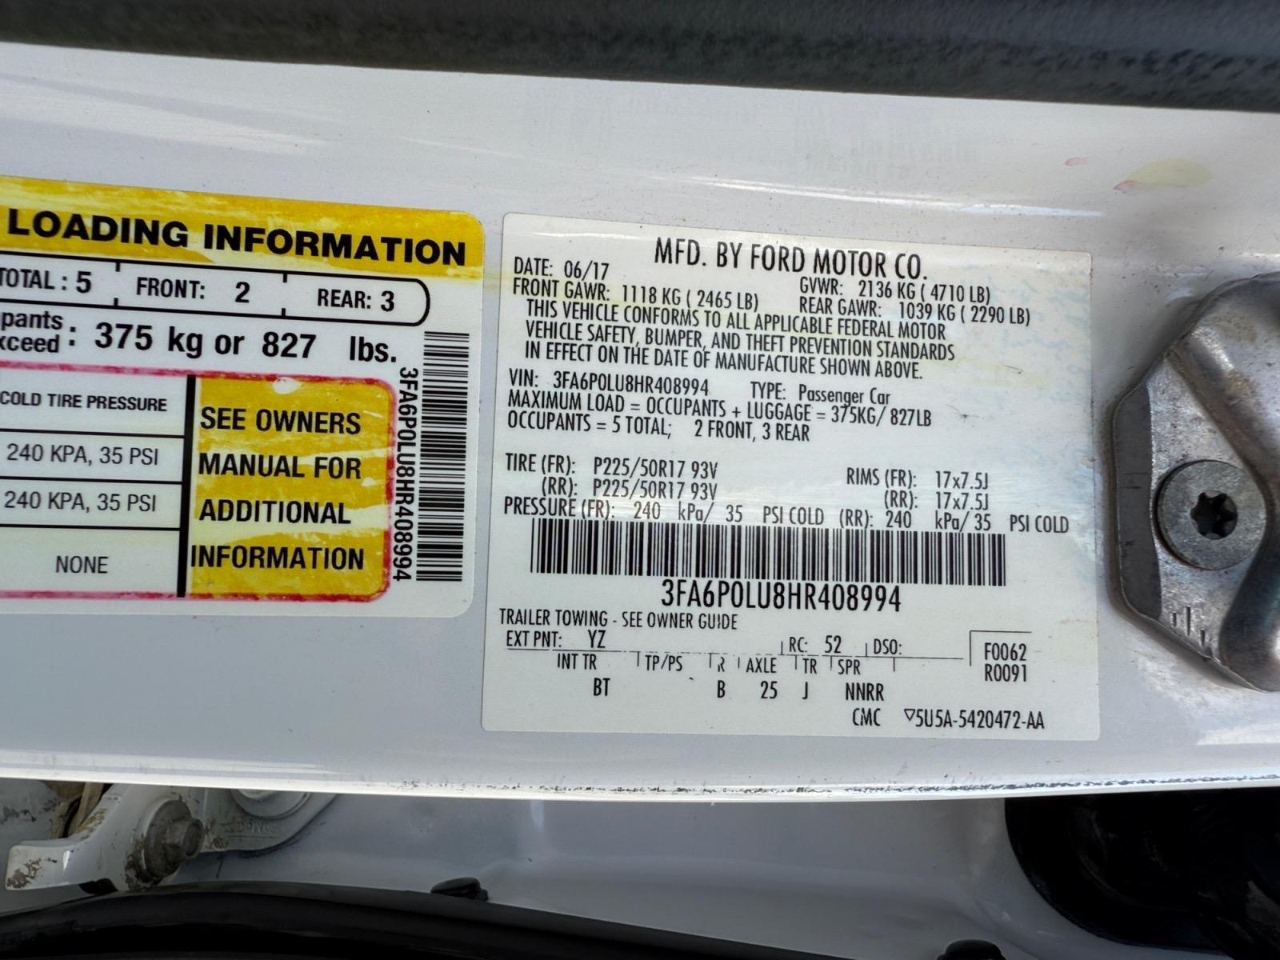 LOADING INFORMATION
TOTAL : 5 FRONT: 2 REAR: 3
pants
xceed : 375 kg or 827 lbs.
COLD TIRE PRESSURE
240 KPA, 35 PSI
240 KPA, 35 PSI
NONE
SEE OWNERS
MANUAL FOR
ADDITIONAL
INFORMATION
3FA6P0LU8HR408994
MFD. BY FORD MOTOR CO.
DATE: 06/17 GVWR: 2136 KG ( 4710 LB)
FRONT GAWR: 1118 KG ( 2465 LB) REAR GAWR: 1039 KG ( 2290 LB)
THIS VEHICLE CONFORMS TO ALL APPLICABLE FEDERAL MOTOR
VEHICLE SAFETY, BUMPER, AND THEFT PREVENTION STANDARDS
IN EFFECT ON THE DATE OF MANUFACTURE SHOWN ABOVE.
VIN: 3FA6P0LU8HR408994 TYPE: Passenger Car
MAXIMUM LOAD = OCCUPANTS + LUGGAGE = 375KG/ 827LB
OCCUPANTS = 5 TOTAL; 2 FRONT, 3 REAR
TIRE (FR): P225/50R17 93V RIMS (FR): 17x7.5J
(RR): P225/50R17 93V (RR): 17x7.5J
PRESSURE (FR): 240 kPa/ 35 PSI COLD (RR): 240 kPa/ 35 PSI COLD
3FA6P0LU8HR408994
TRAILER TOWING - SEE OWNER GUIDE
EXT PNT: YZ RC: 52 DSO: F0062
INT TR TP/PS R AXLE TR SPR R0091
BT B 25 J NNRR
CMC ▽5U5A-5420472-AA